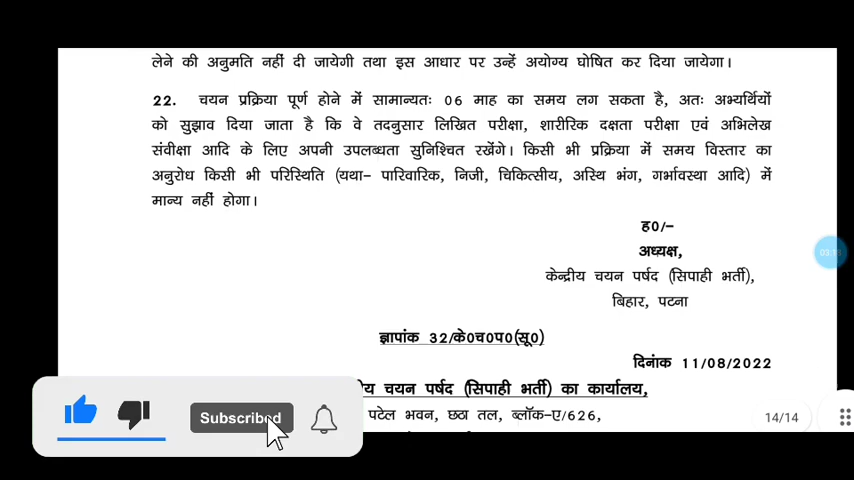 लेने की अनुमति नहीं दी जायेगी तथा इस आधार पर उन्हें अयोग्य घोषित कर दिया जायेगा।
22. चयन प्रक्रिया पूर्ण होने में सामान्यतः 06 माह का समय लग सकता है, अतः अभ्यर्थियों
को सुझाव दिया जाता है कि वे तदनुसार लिखित परीक्षा, शारीरिक दक्षता परीक्षा एवं अभिलेख
संवीक्षा आदि के लिए अपनी उपलब्धता सुनिश्चित रखेंगे। किसी भी प्रक्रिया में समय विस्तार का
अनुरोध किसी भी परिस्थिति (यथा- पारिवारिक, निजी, चिकित्सीय, अस्थि भंग, गर्भावस्था आदि) में
मान्य नहीं होगा।
ह0/-
अध्यक्ष,
केन्द्रीय चयन पर्षद (सिपाही भर्ती),
बिहार, पटना
03:18
ज्ञापांक 32/के0च0प0(सू0)
दिनांक 11/08/2022
ीय चयन पर्षद (सिपाही भर्ती) का कार्यालय,
पटेल भवन, छठा तल, ब्लॉक-ए/626,
14/14
Subscribed